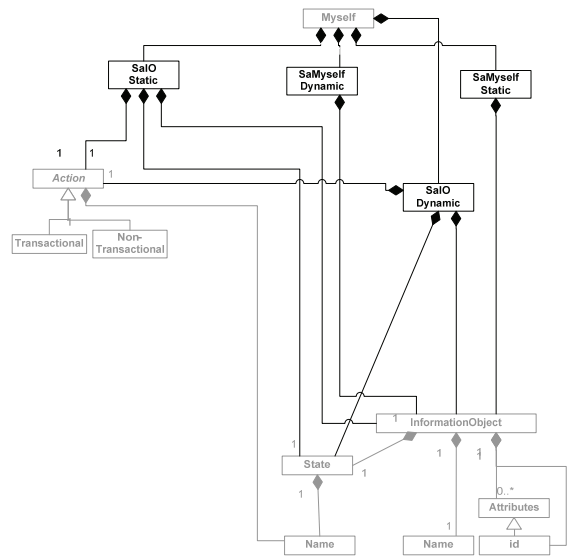 Myself
SaIO
Static
SaMyself
Dynamic
SaMyself
Static
1
1
1
Action
SaIO
Dynamic
1
Transactional
Non-
Transactional
1
InformationObject
1
1
1
1
State
1
1
0..*
Attributes
1
Name
Name
id